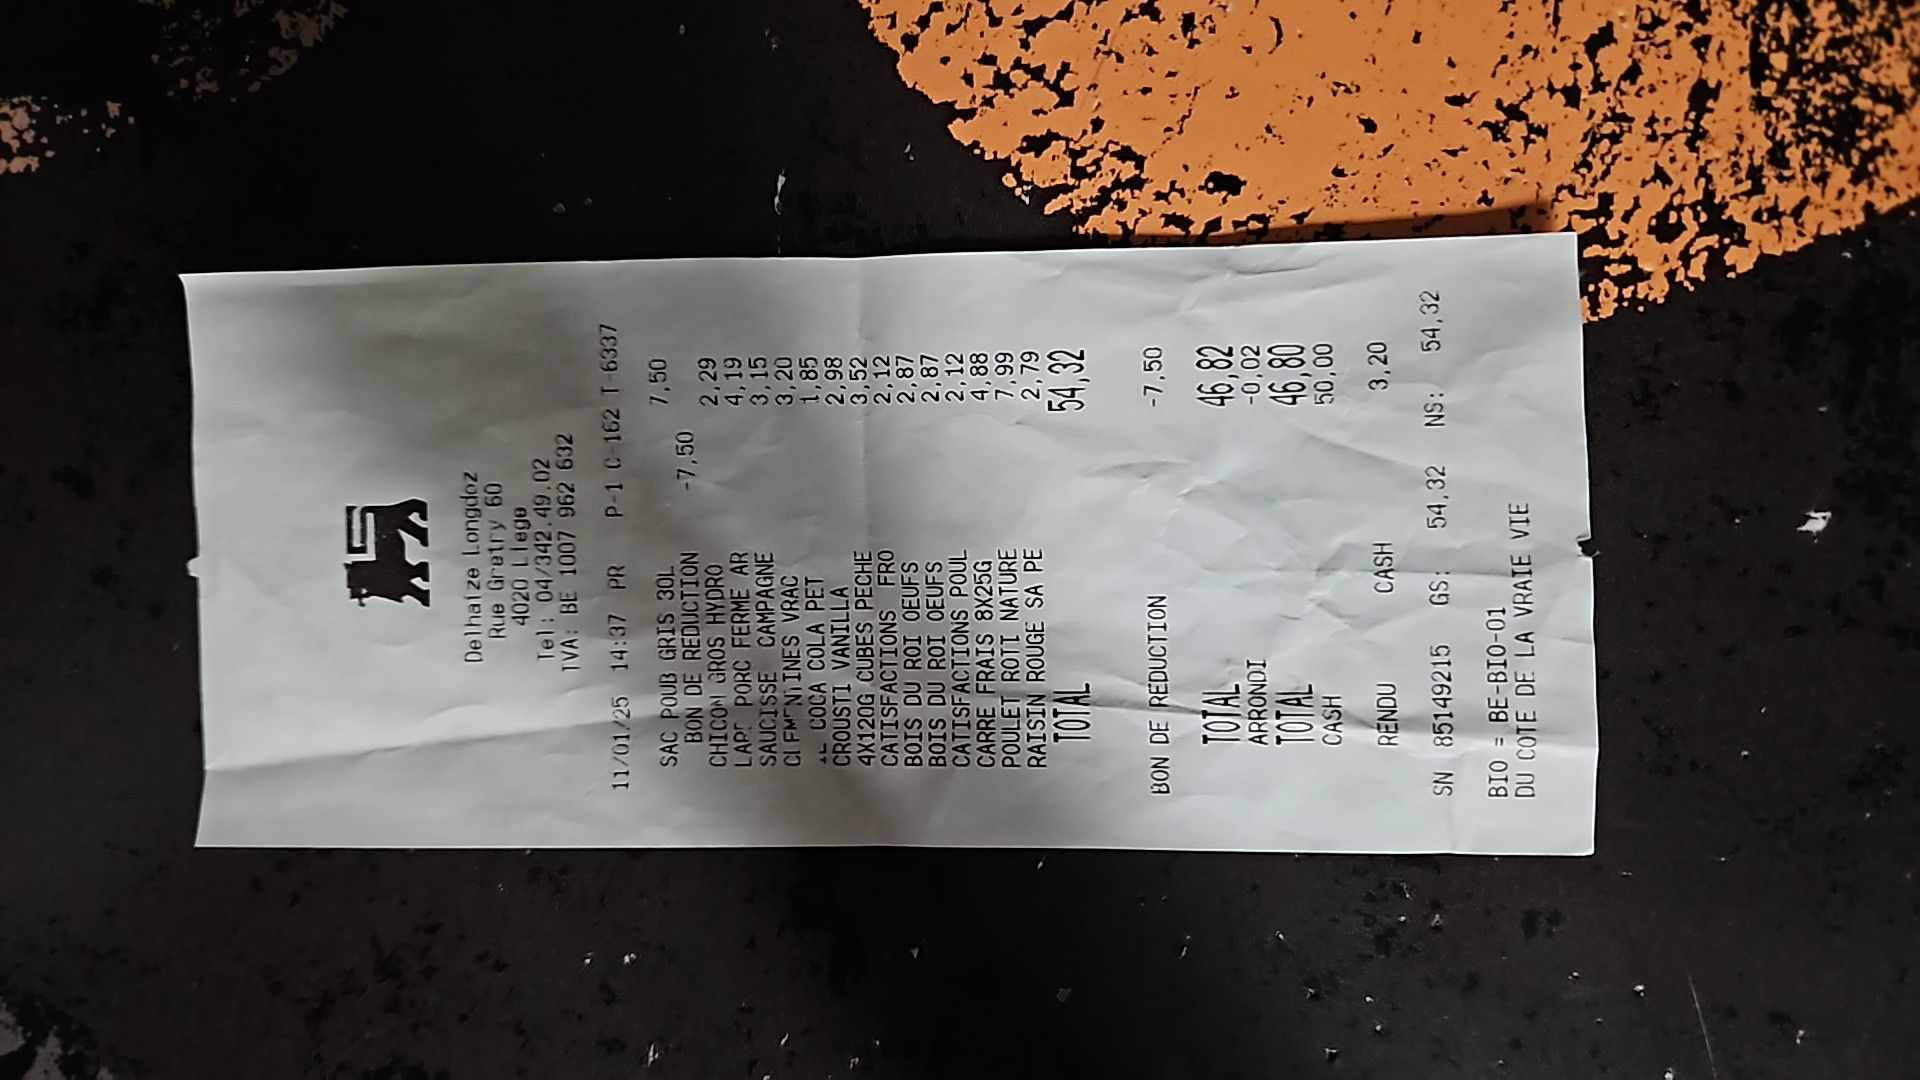 Delhaize Longdoz
Rue Gretry 60
4020 Liege
Tel: 04/342.49.02
TVA: BE 1007 962 632
11/01/25 14:37 PR P-1 C-162 T-6337
SAC POUB GRIS 30L 7,50
BON DE REDUCTION -7,50
CHICON GROS HYDRO 2,29
LARD PORC FERME AR 4,19
SAUCISSE CAMPAGNE 3,15
CLEMENTINES VRAC 3,20
COCA COLA PET 1,85
CROUSTI VANILLA 2,98
4X120G CUBES PECHE 3,52
CATISFACTIONS FRO 2,12
BOIS DU ROI OEUFS 2,87
BOIS DU ROI OEUFS 2,87
CATISFACTIONS POUL 2,12
CARRE FRAIS 8X25G 4,88
POULET ROTI NATURE 7,99
RAISIN ROUGE SA PE 2,79
TOTAL 54,32
BON DE REDUCTION -7,50
TOTAL 46,82
ARRONDI -0,02
TOTAL 46,80
CASH 50,00
RENDU CASH 3,20
SN 85149215 GS: 54,32 NS: 54,32
BIO = BE-BIO-01
DU COTE DE LA VRAIE VIE